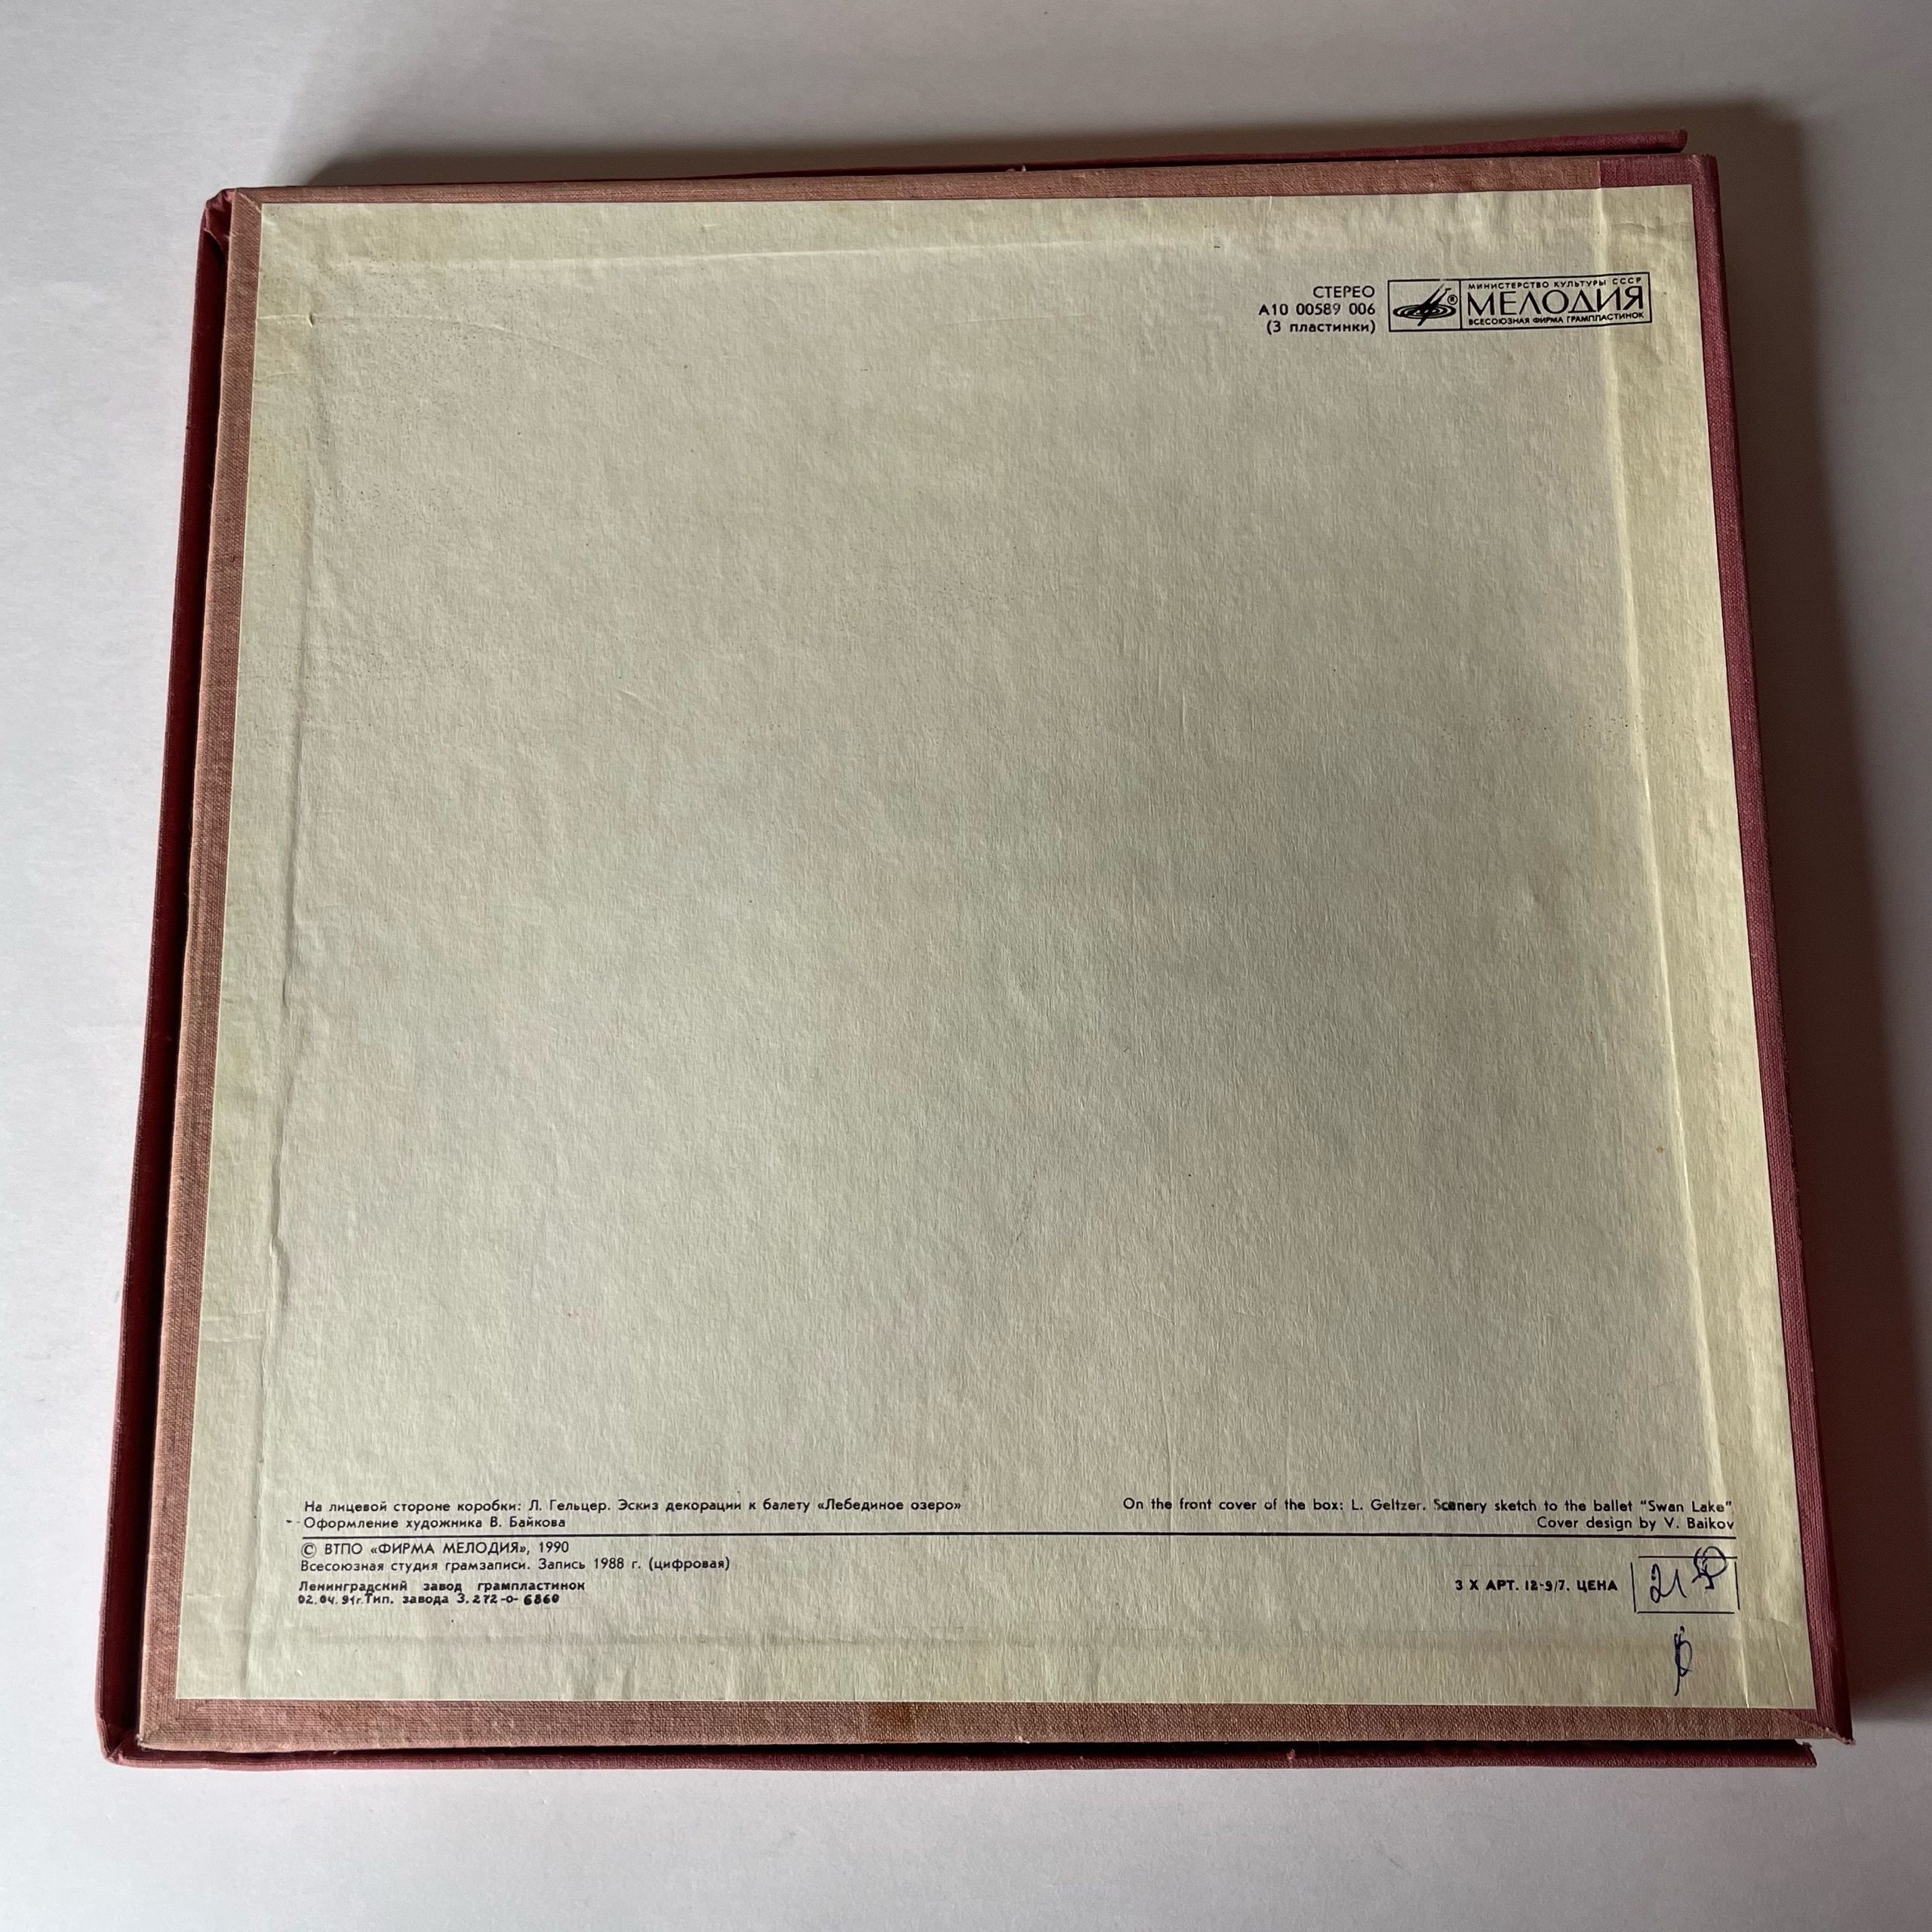 СТЕРЕО
А10 00589 006
(3 пластинки)
МИНИСТЕРСТВО КУЛЬТУРЫ СССР
МЕЛОДИЯ
ВСЕСОЮЗНАЯ ФИРМА ГРАМПЛАСТИНОК
На лицевой стороне коробки: Л. Гельцер. Эскиз декорации к балету «Лебединое озеро»
Оформление художника В. Байкова
On the front cover of the box: L. Geltzer. Scenery sketch to the ballet "Swan Lake"
Cover design by V. Baikov
© ВТПО «ФИРМА МЕЛОДИЯ», 1990
Всесоюзная студия грамзаписи. Запись 1988 г. (цифровая)
Ленинградский завод грампластинок
02.04.91г.Тип. завода З.272-о-6860
3 Х АРТ. 12-9/7. ЦЕНА
21